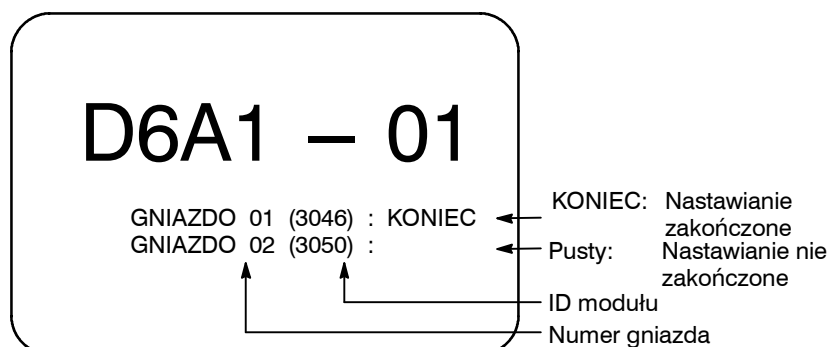 D6A1 – 01
GNIAZDO 01 (3046) : KONIEC
GNIAZDO 02 (3050) :
KONIEC: Nastawianie
zakończone
Pusty: Nastawianie nie
zakończone
ID modułu
Numer gniazda